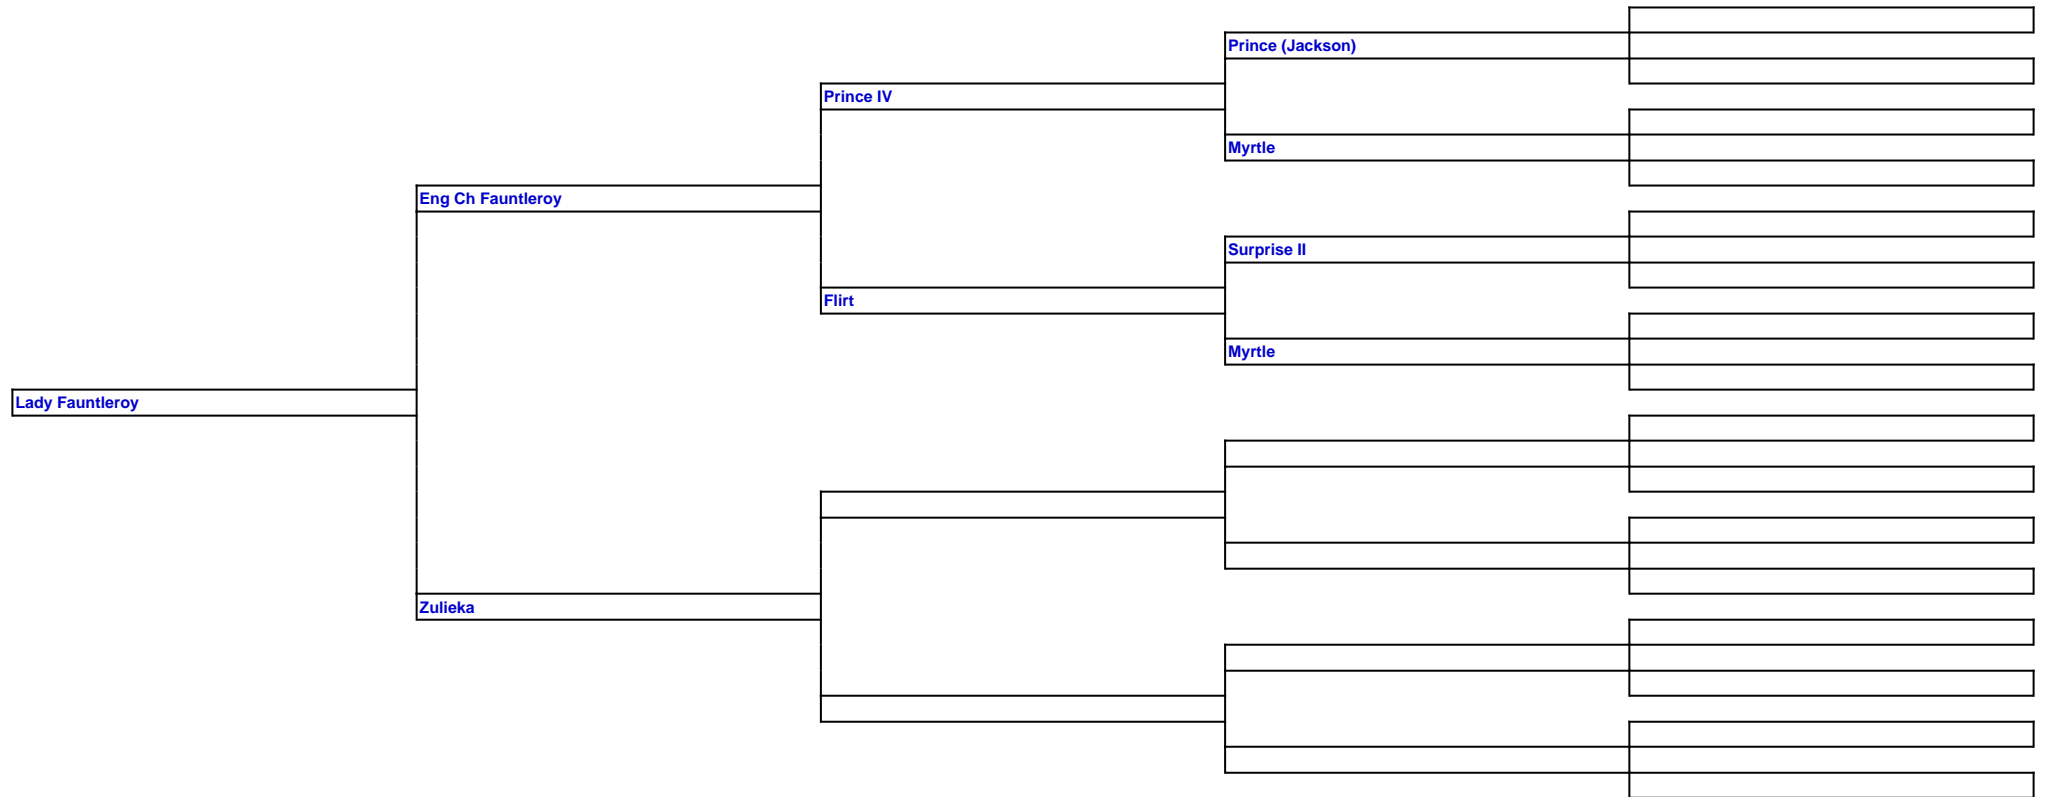 Prince (Jackson)
Prince IV
Myrtle
Eng Ch Fauntleroy
Surprise II
Flirt
Myrtle
Lady Fauntleroy
Zulieka